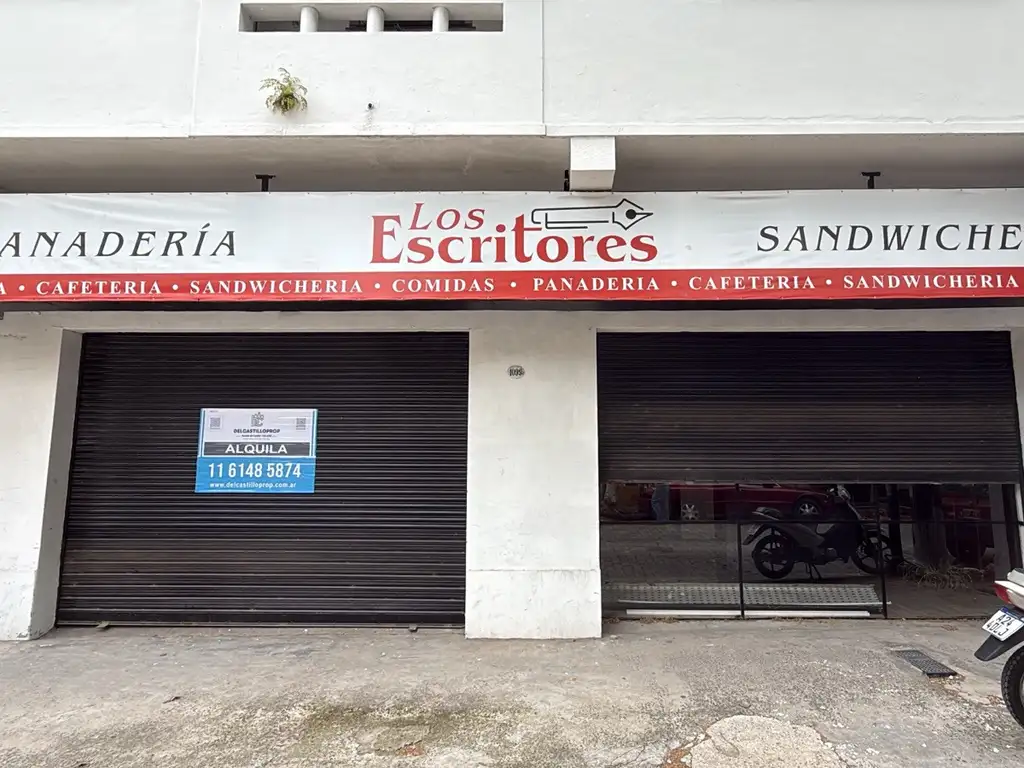 ANADERÍA
Los
Escritores
SANDWICHE
A • CAFETERIA • SANDWICHERIA • COMIDAS • PANADERIA • CAFETERIA • SANDWICHERIA
DELCASTILLOPROP
ALQUILA
11 6148 5874
www.delcastilloprop.com.ar